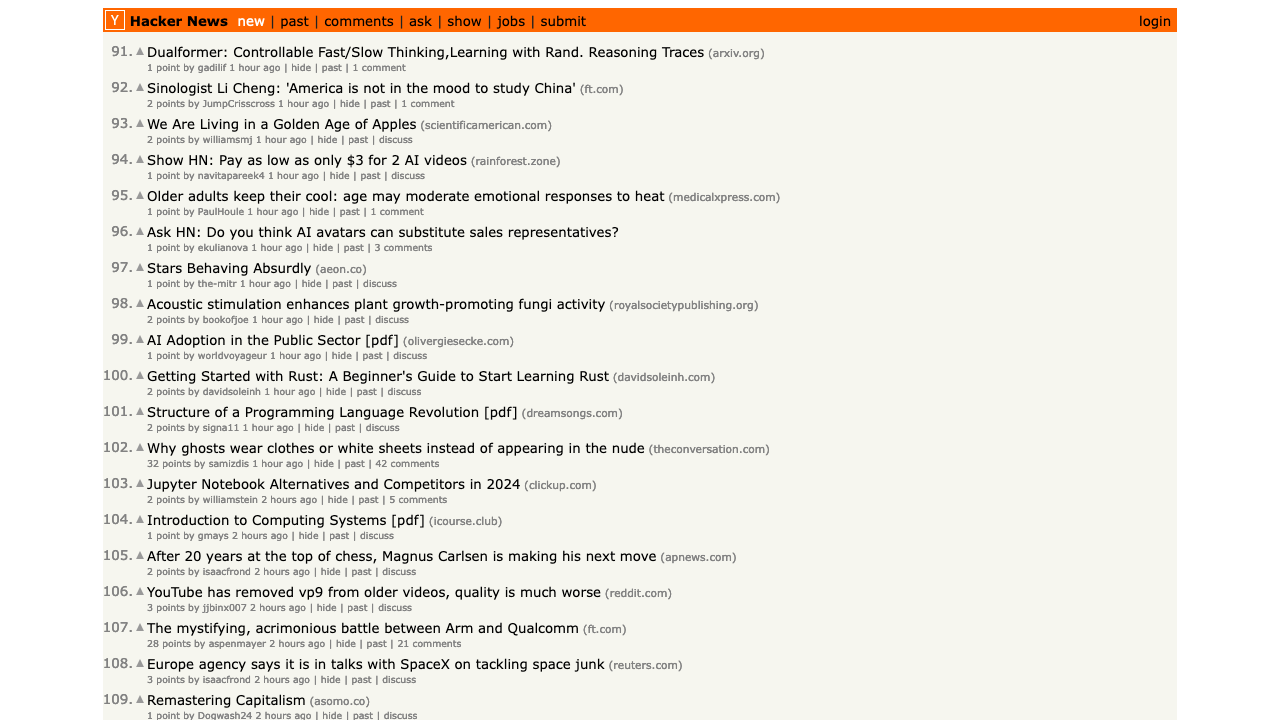 Y Hacker News new | past | comments | ask | show | jobs | submit login
91. Dualformer: Controllable Fast/Slow Thinking,Learning with Rand. Reasoning Traces (arxiv.org)
1 point by gadilif 1 hour ago | hide | past | 1 comment
92. Sinologist Li Cheng: 'America is not in the mood to study China' (ft.com)
2 points by JumpCrisscross 1 hour ago | hide | past | 1 comment
93. We Are Living in a Golden Age of Apples (scientificamerican.com)
2 points by williamsmj 1 hour ago | hide | past | discuss
94. Show HN: Pay as low as only $3 for 2 AI videos (rainforest.zone)
1 point by navitapareek4 1 hour ago | hide | past | discuss
95. Older adults keep their cool: age may moderate emotional responses to heat (medicalxpress.com)
1 point by PaulHoule 1 hour ago | hide | past | 1 comment
96. Ask HN: Do you think AI avatars can substitute sales representatives?
1 point by ekulianova 1 hour ago | hide | past | 3 comments
97. Stars Behaving Absurdly (aeon.co)
1 point by the-mitr 1 hour ago | hide | past | discuss
98. Acoustic stimulation enhances plant growth-promoting fungi activity (royalsocietypublishing.org)
2 points by bookofjoe 1 hour ago | hide | past | discuss
99. AI Adoption in the Public Sector [pdf] (olivergiesecke.com)
1 point by worldvoyageur 1 hour ago | hide | past | discuss
100. Getting Started with Rust: A Beginner's Guide to Start Learning Rust (davidsoleinh.com)
2 points by davidsoleinh 1 hour ago | hide | past | discuss
101. Structure of a Programming Language Revolution [pdf] (dreamsongs.com)
2 points by signa11 1 hour ago | hide | past | discuss
102. Why ghosts wear clothes or white sheets instead of appearing in the nude (theconversation.com)
32 points by samizdis 1 hour ago | hide | past | 42 comments
103. Jupyter Notebook Alternatives and Competitors in 2024 (clickup.com)
2 points by williamstein 2 hours ago | hide | past | 5 comments
104. Introduction to Computing Systems [pdf] (icourse.club)
1 point by gmays 2 hours ago | hide | past | discuss
105. After 20 years at the top of chess, Magnus Carlsen is making his next move (apnews.com)
2 points by isaacfrond 2 hours ago | hide | past | discuss
106. YouTube has removed vp9 from older videos, quality is much worse (reddit.com)
3 points by jjbinx007 2 hours ago | hide | past | discuss
107. The mystifying, acrimonious battle between Arm and Qualcomm (ft.com)
28 points by aspenmayer 2 hours ago | hide | past | 21 comments
108. Europe agency says it is in talks with SpaceX on tackling space junk (reuters.com)
3 points by isaacfrond 2 hours ago | hide | past | discuss
109. Remastering Capitalism (asomo.co)
1 point by Dogwash24 2 hours ago | hide | past | discuss